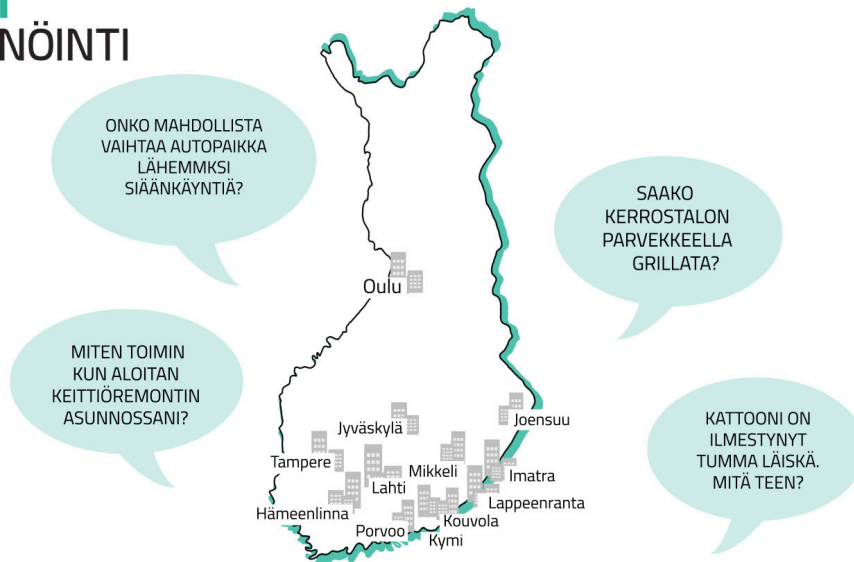 NÖINTI
ONKO MAHDOLLISTA
VAIHTAA AUTOPAIKKA
LÄHEMMKSI
SIÄÄNKÄYNTIÄ?
SAAKO
KERROSTALON
PARVEKKEELLA
GRILLATA?
Oulu
MITEN TOIMIN
KUN ALOITAN
KEITTIÖREMONTIN
ASUNNOSSANI?
KATTOONI ON
ILMESTYNYT
TUMMA LÄISKÄ.
MITÄ TEEN?
Joensuu
Jyväskylä
Tampere
Mikkeli
Imatra
Lahti
Lappeenranta
Hämeenlinna
Kouvola
Porvoo
Kymi